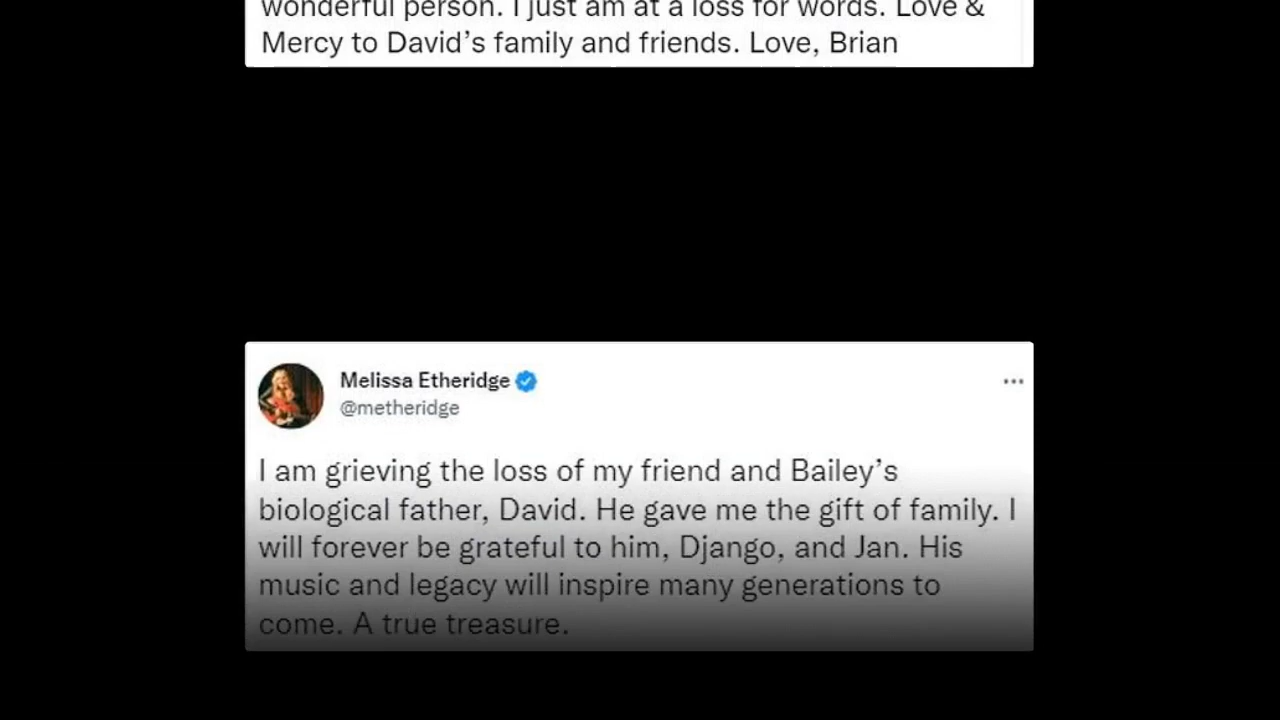 wonderful person. I just am at a loss for words. Love &
Mercy to David’s family and friends. Love, Brian
Melissa Etheridge
@metheridge
I am grieving the loss of my friend and Bailey’s
biological father, David. He gave me the gift of family. I
will forever be grateful to him, Django, and Jan. His
music and legacy will inspire many generations to
come. A true treasure.